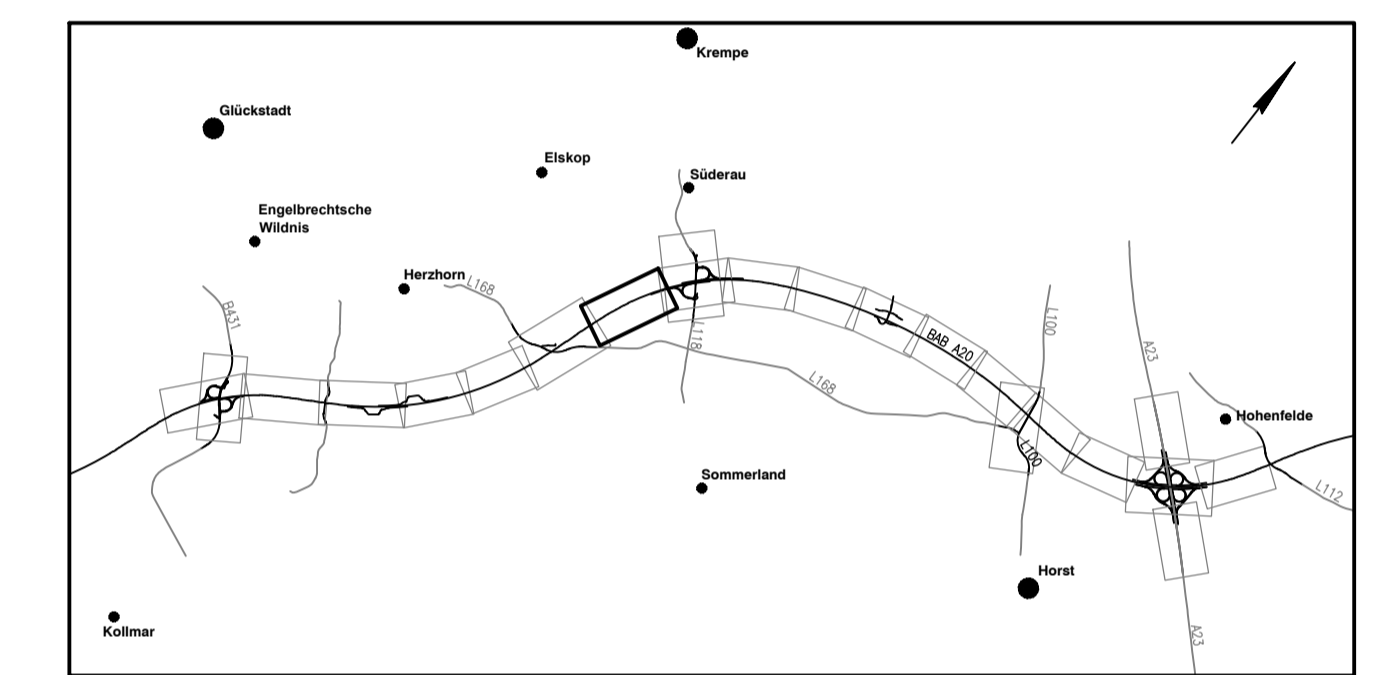 Krempe
Glückstadt
Elskop
Süderau
Engelbrechtsche
Wildnis
Herzhorn
L168
B431
L118
BAB A20
L100
A23
L168
Hohenfelde
L100
Sommerland
L112
Horst
Kollmar
A23